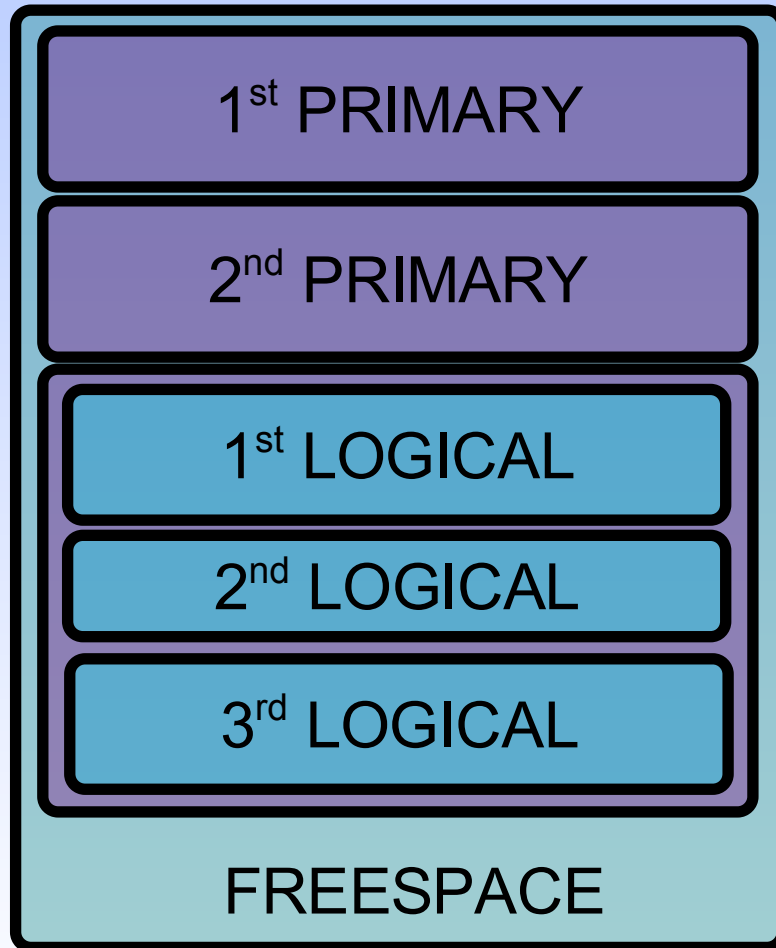 1st PRIMARY
2nd PRIMARY
1st LOGICAL
2nd LOGICAL
3rd LOGICAL
FREESPACE